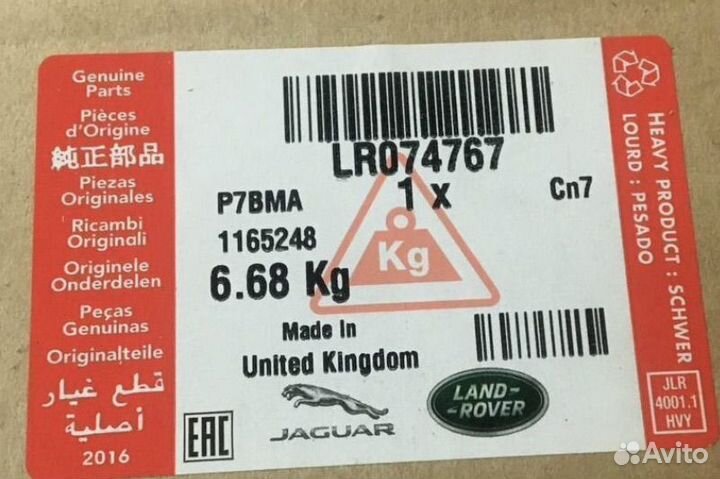 Genuine
Parts
Pièces
d'Origine
純正部品
Piezas
Originales
Ricambi
Originali
Originele
Onderdelen
Peças
Genuinas
Originalteile
قطع غيار
أصلية
2016
LR074767
P7BMA
1 x
Cn7
1165248
Kg
6.68 Kg
Made In
United Kingdom
EAC
JAGUAR
LAND-
-ROVER
HEAVY PRODUCT : SCHWER
LOURD : PESADO
JLR
4001.1
HVY
Avito